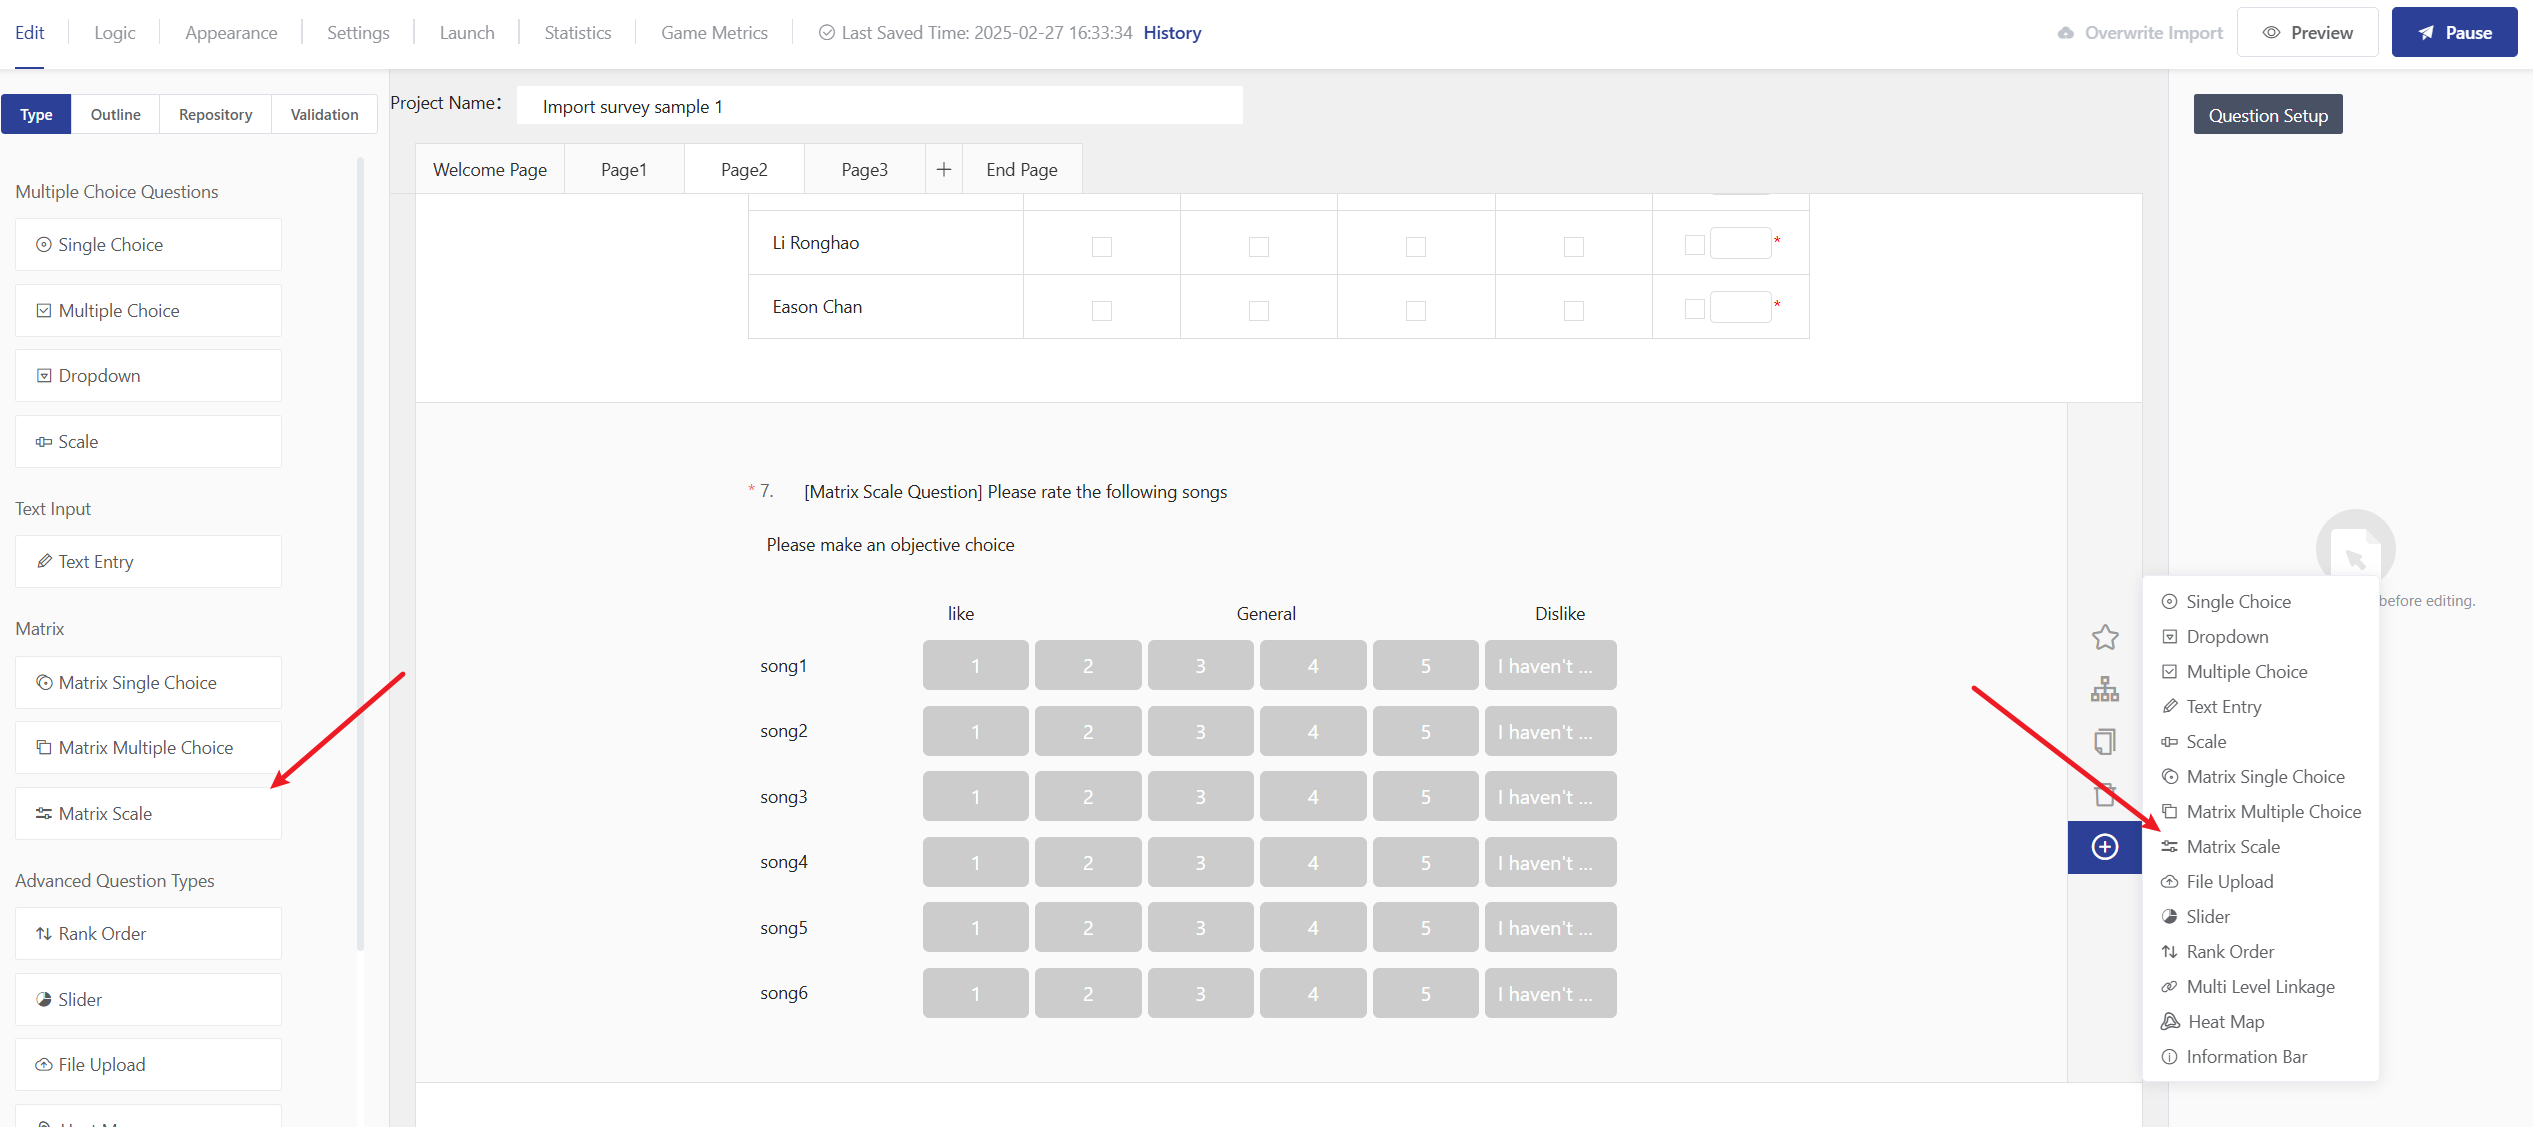 Edit Logic Appearance Settings Launch Statistics Game Metrics Last Saved Time: 2025-02-27 16:33:34 History Overwrite Import Preview Pause
Type Outline Repository Validation
Multiple Choice Questions
Single Choice
Multiple Choice
Dropdown
Scale
Text Input
Text Entry
Matrix
Matrix Single Choice
Matrix Multiple Choice
Matrix Scale
Advanced Question Types
Rank Order
Slider
File Upload
Project Name： Import survey sample 1
Welcome Page Page1 Page2 Page3 + End Page
Li Ronghao *
Eason Chan *
* 7. [Matrix Scale Question] Please rate the following songs
Please make an objective choice
like General Dislike
song1 1 2 3 4 5 I haven't ...
song2 1 2 3 4 5 I haven't ...
song3 1 2 3 4 5 I haven't ...
song4 1 2 3 4 5 I haven't ...
song5 1 2 3 4 5 I haven't ...
song6 1 2 3 4 5 I haven't ...
Question Setup
before editing.
Single Choice
Dropdown
Multiple Choice
Text Entry
Scale
Matrix Single Choice
Matrix Multiple Choice
Matrix Scale
File Upload
Slider
Rank Order
Multi Level Linkage
Heat Map
Information Bar